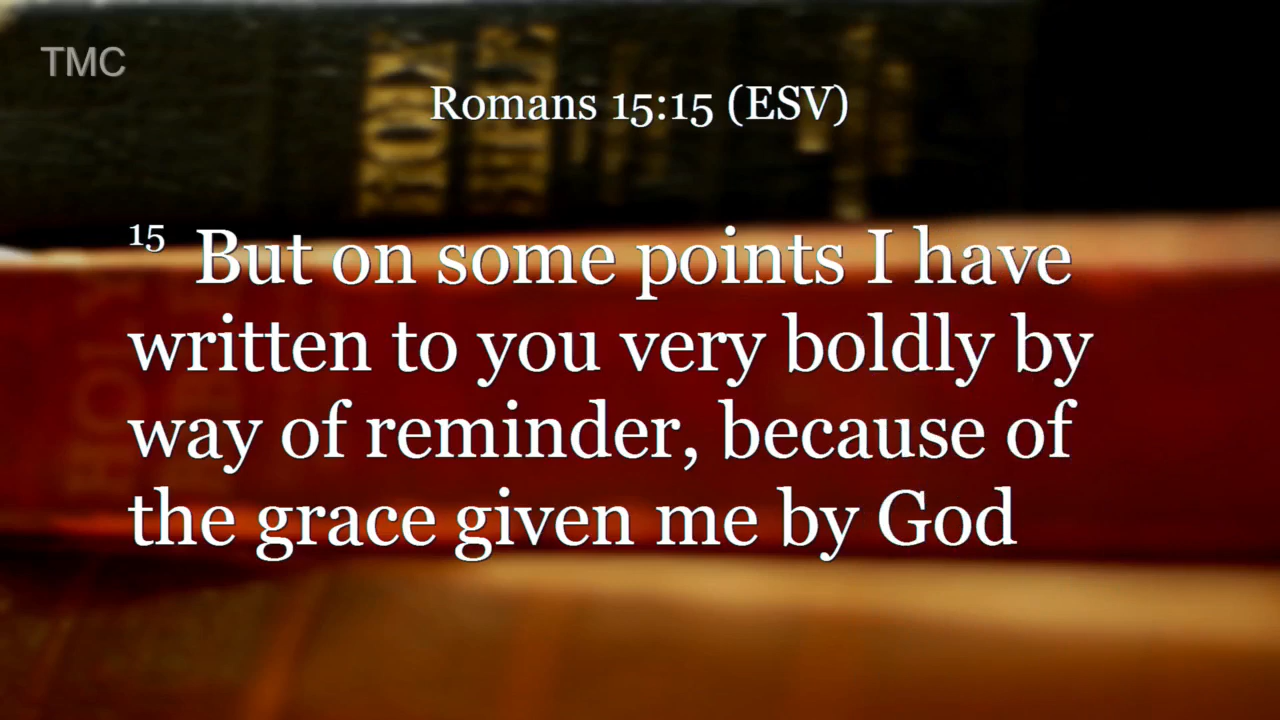 TMC
Romans 15:15 (ESV)
15 But on some points I have
written to you very boldly by
way of reminder, because of
the grace given me by God
HOLY